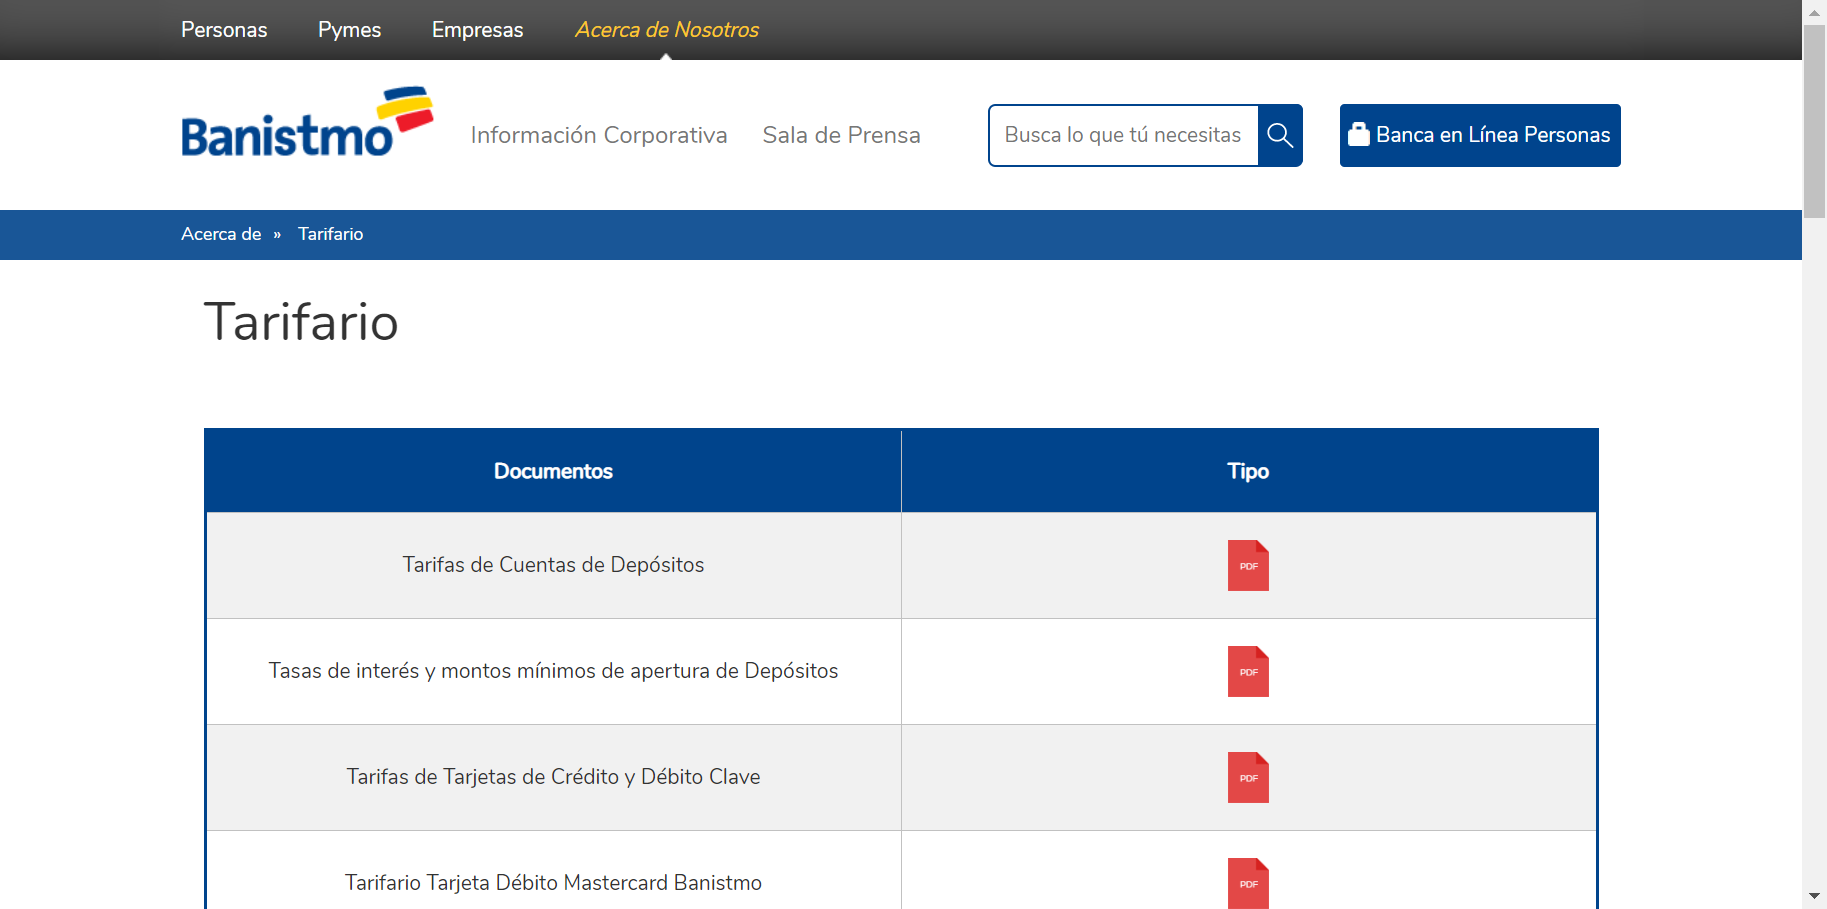 Personas Pymes Empresas Acerca de Nosotros
Banistmo Información Corporativa Sala de Prensa Busca lo que tú necesitas Banca en Línea Personas
Acerca de » Tarifario
Tarifario
Documentos Tipo
Tarifas de Cuentas de Depósitos PDF
Tasas de interés y montos mínimos de apertura de Depósitos PDF
Tarifas de Tarjetas de Crédito y Débito Clave PDF
Tarifario Tarjeta Débito Mastercard Banistmo PDF